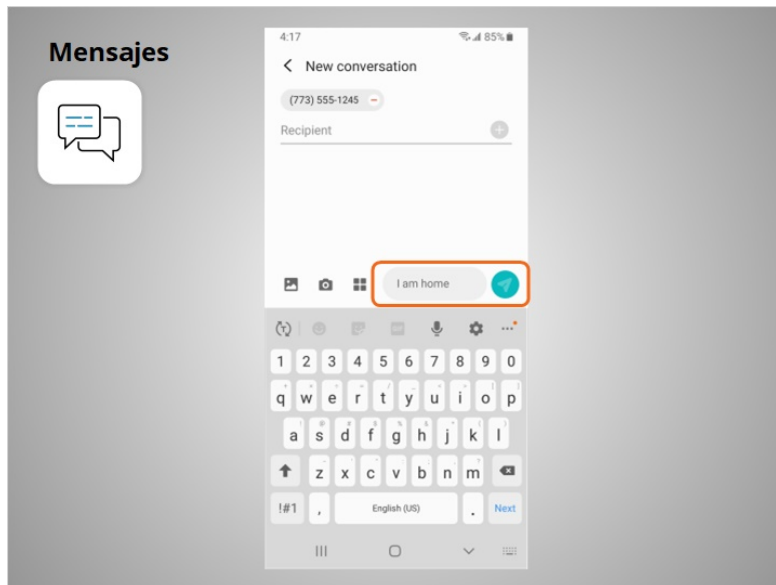 Mensajes
4:17 85%
New conversation
(773) 555-1245
Recipient
I am home
1 2 3 4 5 6 7 8 9 0
q w e r t y u i o p
a s d f g h j k l
z x c v b n m
!#1 , English (US) . Next